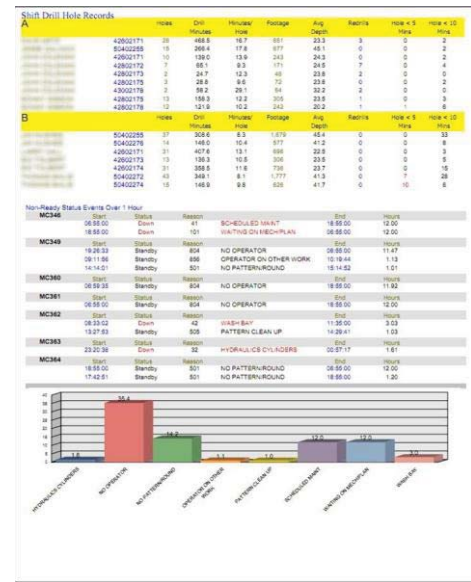 Shift Drill Hole Records
A Holes Drill Minutes Minutes/ Hole Footage Avg Depth Redrills Hole < 5 Mins Hole < 10 Mins
42602171 28 468.5 16.7 651 23.3 3 0 2
50402255 15 266.4 17.8 677 45.1 0 0 2
42602171 10 139.0 13.9 243 24.3 0 0 2
42802172 7 65.1 9.3 171 24.5 7 0 4
42802173 2 24.7 12.3 48 23.8 2 0 0
42802175 3 28.8 9.6 72 23.8 0 0 2
43002178 2 58.2 29.1 64 32.2 2 0 0
42802175 13 158.3 12.2 305 23.5 1 0 3
42802178 12 121.9 10.2 242 20.2 1 1 6
B Holes Drill Minutes Minutes/ Hole Footage Avg Depth Redrills Hole < 5 Mins Hole < 10 Mins
50402255 37 308.6 8.3 1,679 45.4 0 0 33
50402276 14 146.0 10.4 577 41.2 0 0 8
42602171 31 407.6 13.1 698 22.5 0 0 3
42602173 13 136.3 10.5 306 23.5 0 0 5
42602174 31 358.5 11.6 736 23.7 0 0 15
50402272 43 349.1 8.1 1,777 41.3 0 7 28
50402274 15 146.9 9.8 626 41.7 0 10 6
Non-Ready Status Events Over 1 Hour
MC346 Start Status Reason End Hours
06:55:00 Down 41 SCHEDULED MAINT 18:55:00 12.00
18:55:00 Down 101 WAITING ON MECH/PLAN 06:55:00 12.00
MC349 Start Status Reason End Hours
19:26:33 Standby 804 NO OPERATOR 06:55:00 11.47
09:11:56 Standby 856 OPERATOR ON OTHER WORK 10:19:44 1.13
14:14:01 Standby 501 NO PATTERN/ROUND 15:14:52 1.01
MC360 Start Status Reason End Hours
06:59:35 Standby 804 NO OPERATOR 18:55:00 11.92
MC361 Start Status Reason End Hours
06:55:00 Standby 804 NO OPERATOR 18:55:00 12.00
MC362 Start Status Reason End Hours
08:33:02 Down 42 WASH BAY 11:35:00 3.03
13:27:53 Standby 505 PATTERN CLEAN UP 14:29:41 1.03
MC363 Start Status Reason End Hours
23:20:36 Down 32 HYDRAULICS CYLINDERS 00:57:17 1.61
MC364 Start Status Reason End Hours
18:55:00 Standby 501 NO PATTERN/ROUND 06:55:00 12.00
17:42:51 Standby 501 NO PATTERN/ROUND 18:55:00 1.20
1.6 35.4 14.2 1.1 1.0 12.0 12.0 3.0
HYDRAULICS CYLINDERS
NO OPERATOR
NO PATTERN/ROUND
OPERATOR ON OTHER WORK
PATTERN CLEAN UP
SCHEDULED MAINT
WAITING ON MECH/PLAN
WASH BAY